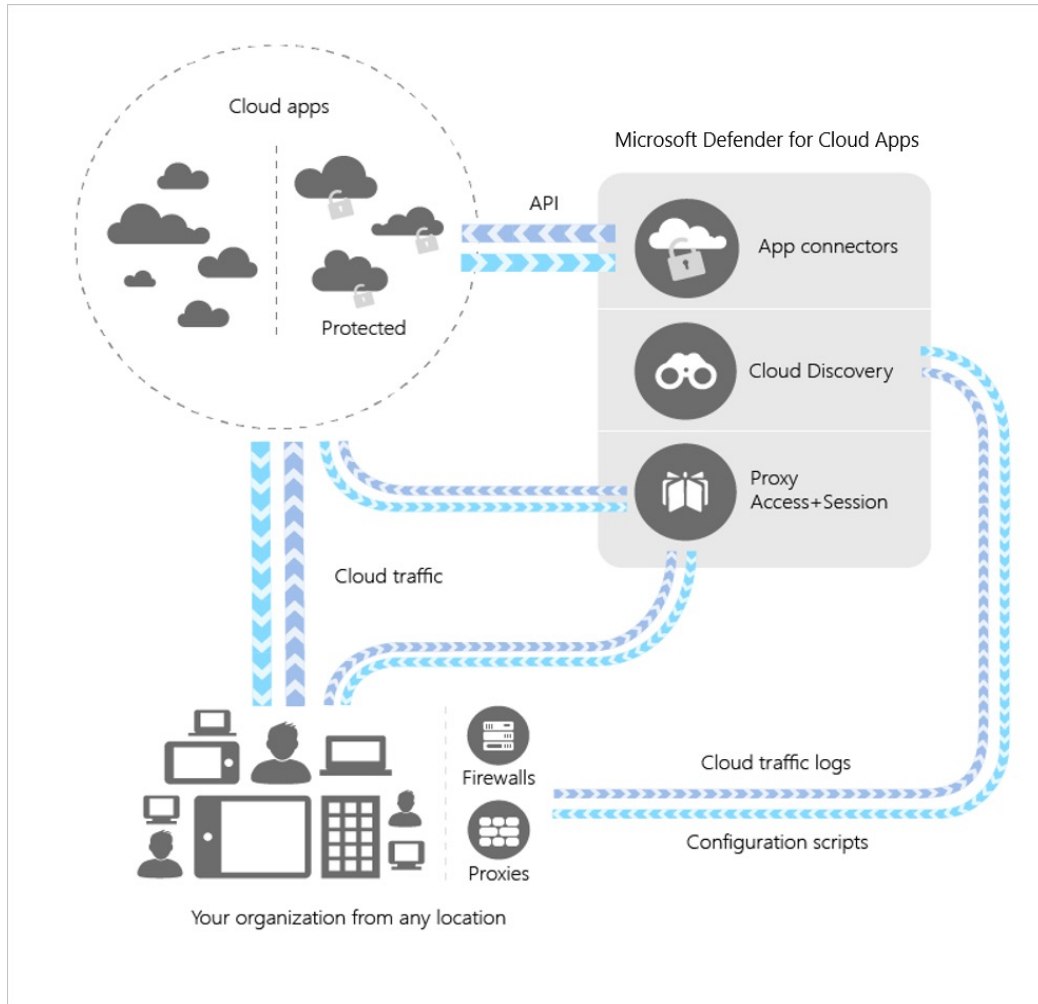 Cloud apps
Microsoft Defender for Cloud Apps
API
App connectors
Protected
Cloud Discovery
Proxy
Access+Session
Cloud traffic
Firewalls
Cloud traffic logs
Configuration scripts
Proxies
Your organization from any location